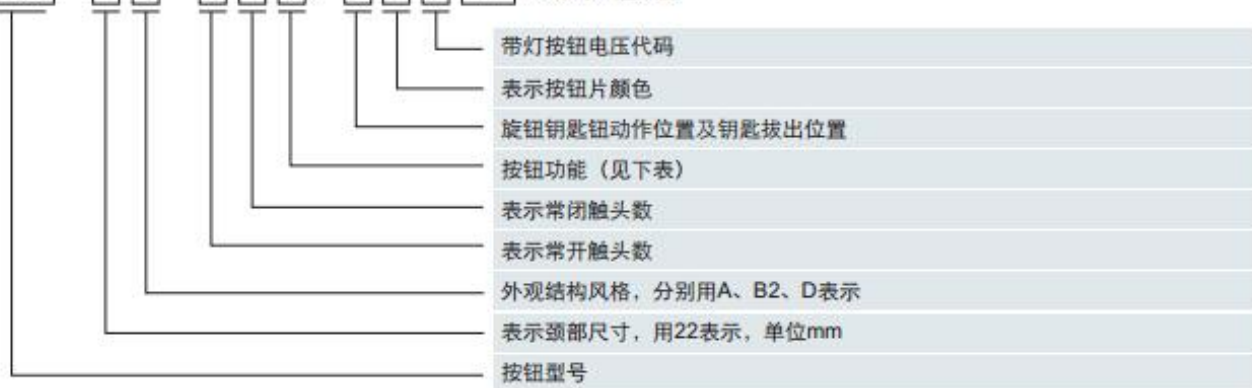 带灯按钮电压代码
表示按钮片颜色
旋钮钥匙钮动作位置及钥匙拔出位置
按钮功能（见下表）
表示常闭触头数
表示常开触头数
外观结构风格，分别用A、B2、D表示
表示颈部尺寸，用22表示，单位mm
按钮型号